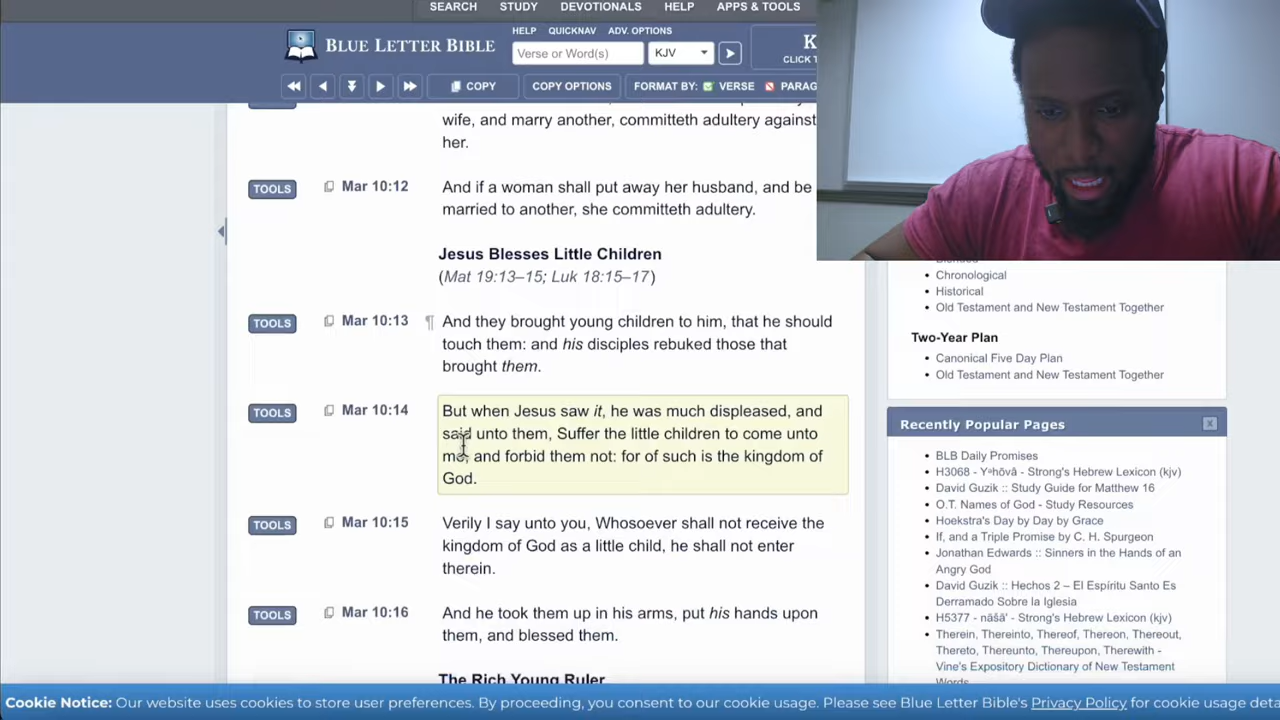 SEARCH STUDY DEVOTIONALS HELP APPS & TOOLS
BLUE LETTER BIBLE
HELP QUICKNAV ADV. OPTIONS
Verse or Word(s) KJV
K
CLICK T
COPY COPY OPTIONS FORMAT BY: VERSE PARAG
wife, and marry another, committeth adultery against
her.
TOOLS Mar 10:12 And if a woman shall put away her husband, and be
married to another, she committeth adultery.
Jesus Blesses Little Children
(Mat 19:13–15; Luk 18:15–17)
TOOLS Mar 10:13 ¶ And they brought young children to him, that he should
touch them: and his disciples rebuked those that
brought them.
TOOLS Mar 10:14 But when Jesus saw it, he was much displeased, and
said unto them, Suffer the little children to come unto
me, and forbid them not: for of such is the kingdom of
God.
TOOLS Mar 10:15 Verily I say unto you, Whosoever shall not receive the
kingdom of God as a little child, he shall not enter
therein.
TOOLS Mar 10:16 And he took them up in his arms, put his hands upon
them, and blessed them.
The Rich Young Ruler
• Chronological
• Historical
• Old Testament and New Testament Together
Two-Year Plan
• Canonical Five Day Plan
• Old Testament and New Testament Together
Recently Popular Pages
• BLB Daily Promises
• H3068 - Yᵊhōvâ - Strong's Hebrew Lexicon (kjv)
• David Guzik :: Study Guide for Matthew 16
• O.T. Names of God - Study Resources
• Hoekstra's Day by Day by Grace
• If, and a Triple Promise by C. H. Spurgeon
• Jonathan Edwards :: Sinners in the Hands of an
Angry God
• David Guzik :: Hechos 2 – El Espíritu Santo Es
Derramado Sobre la Iglesia
• H5377 - nāšā' - Strong's Hebrew Lexicon (kjv)
• Therein, Thereinto, Thereof, Thereon, Thereout,
Thereto, Thereunto, Thereupon, Therewith -
Vine's Expository Dictionary of New Testament
Words
Cookie Notice: Our website uses cookies to store user preferences. By proceeding, you consent to our cookie usage. Please see Blue Letter Bible's Privacy Policy for cookie usage deta